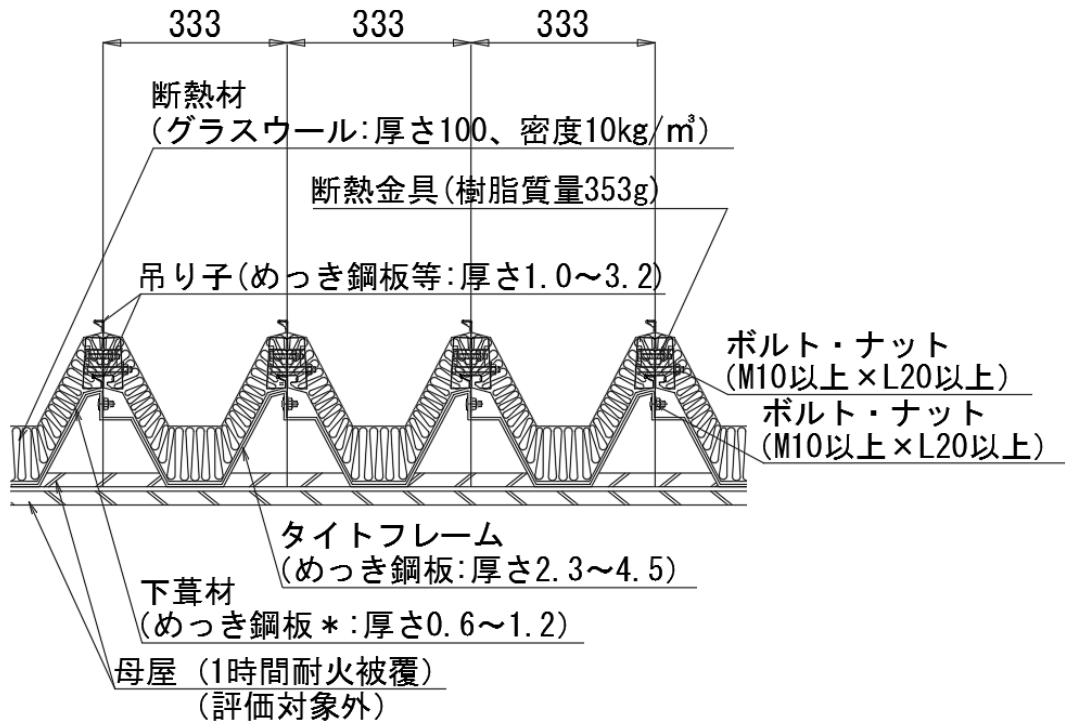 333 333 333
断熱材
(グラスウール:厚さ100、密度10kg/㎥)
断熱金具(樹脂質量353g)
吊り子(めっき鋼板等:厚さ1.0～3.2)
ボルト・ナット
(M10以上×L20以上)
ボルト・ナット
(M10以上×L20以上)
タイトフレーム
(めっき鋼板:厚さ2.3～4.5)
下葺材
(めっき鋼板＊:厚さ0.6～1.2)
母屋 (1時間耐火被覆)
(評価対象外)